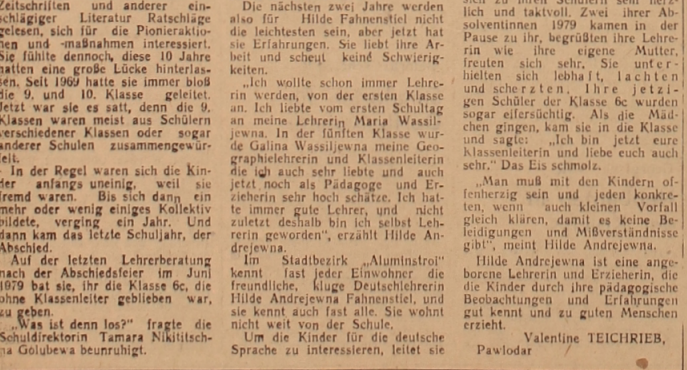 Zeitschriften und anderer ein-
schlägiger Literatur Ratschläge
gelesen, sich für die Pionieraktio-
nen und -maßnahmen interessiert.
Sie fühlte dennoch, diese 10 Jahre
hatten eine große Lücke hinterlas-
sen. Seit 1969 hatte sie immer bloß
die 9. und 10. Klasse geleitet.
Jetzt war sie es satt, denn die 9.
Klassen waren meist aus Schülern
verschiedener Klassen oder sogar
anderer Schulen zusammengewür-
felt.
In der Regel waren sich die Kin-
der anfangs uneinig, weil sie
fremd waren. Bis sich dann ein
mehr oder wenig einiges Kollektiv
bildete, verging ein Jahr. Und
dann kam das letzte Schuljahr, der
Abschied.
Auf der letzten Lehrerberatung
nach der Abschiedsfeier im Juni
1979 bat sie, ihr die Klasse 6c, die
ohne Klassenleiter geblieben war,
zu geben.
„Was ist denn los?" fragte die
Schuldirektorin Tamara Nikititsch-
na Golubewa beunruhigt.
Die nächsten zwei Jahre werden
also für Hilde Fahnenstiel nicht
die leichtesten sein, aber jetzt hat
sie Erfahrungen. Sie liebt ihre Ar-
beit und scheut keine Schwierig-
keiten.
„Ich wollte schon immer Lehre-
rin werden, von der ersten Klasse
an. Ich liebte vom ersten Schultag
an meine Lehrerin Maria Wassil-
jewna. In der fünften Klasse wur-
de Galina Wassiljewna meine Geo-
graphielehrerin und Klassenleiterin
die ich auch sehr liebte und auch
jetzt noch als Pädagoge und Er-
zieherin sehr hoch schätze. Ich hat-
te immer gute Lehrer, und nicht
zuletzt deshalb bin ich selbst Leh-
rerin geworden", erzählt Hilde An-
drejewna.
Im Stadtbezirk „Aluminstroi"
kennt fast jeder Einwohner die
freundliche, kluge Deutschlehrerin
Hilde Andrejewna Fahnenstiel, und
sie kennt auch fast alle. Sie wohnt
nicht weit von der Schule.
Um die Kinder für die deutsche
Sprache zu interessieren, leitet sie
sich zu ihren Schülern sehr herz-
lich und taktvoll. Zwei ihrer Ab-
solventinnen 1979 kamen in der
Pause zu ihr, begrüßten ihre Lehre-
rin wie ihre eigene Mutter,
freuten sich sehr. Sie unter-
hielten sich lebhaft, lachten
und scherzten. Ihre jetzi-
gen Schüler der Klasse 6c wurden
sogar eifersüchtig. Als die Mäd-
chen gingen, kam sie in die Klasse
und sagte: „Ich bin jetzt eure
Klassenleiterin und liebe euch auch
sehr." Das Eis schmolz.
„Man muß mit den Kindern of-
fenherzig sein und jeden konkre-
ten, wenn auch kleinen Vorfall
gleich klären, damit es keine Be-
leidigungen und Mißverständnisse
gibt", meint Hilde Andrejewna.
Hilde Andrejewna ist eine ange-
borene Lehrerin und Erzieherin, die
die Kinder durch ihre pädagogische
Beobachtungen und Erfahrungen
gut kennt und zu guten Menschen
erzieht.
Valentine TEICHRIEB,
Pawlodar